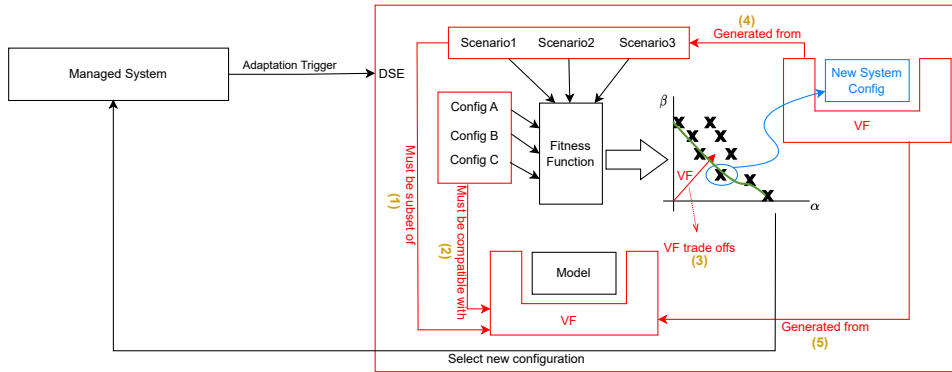 (4)
Generated from
Scenario1 Scenario2 Scenario3
Managed System
Adaptation Trigger
DSE
New System
Config
VF
Config A
Config B
Config C
Fitness
Function
β
VF
α
Must be subset of
(1)
Must be compatible with
(2)
VF trade offs
(3)
Model
VF
Generated from
(5)
Select new configuration